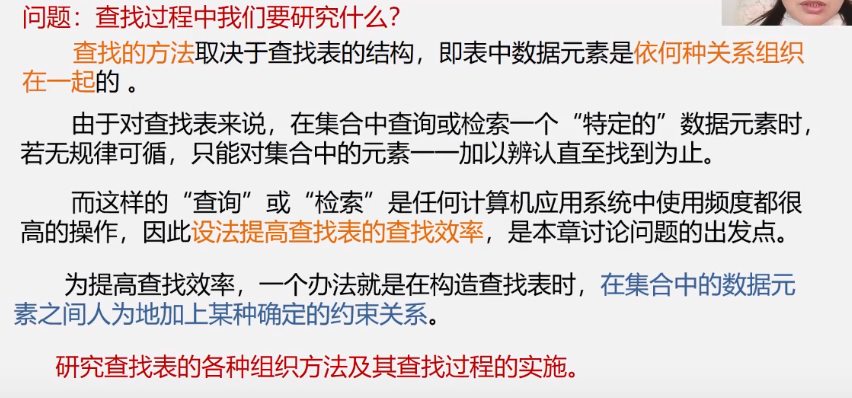 问题：查找过程中我们要研究什么？
查找的方法取决于查找表的结构，即表中数据元素是依何种关系组织
在一起的 。
由于对查找表来说，在集合中查询或检索一个“特定的”数据元素时，
若无规律可循，只能对集合中的元素一一加以辨认直至找到为止。
而这样的“查询”或“检索”是任何计算机应用系统中使用频度都很
高的操作，因此设法提高查找表的查找效率，是本章讨论问题的出发点。
为提高查找效率，一个办法就是在构造查找表时，在集合中的数据元
素之间人为地加上某种确定的约束关系。
研究查找表的各种组织方法及其查找过程的实施。